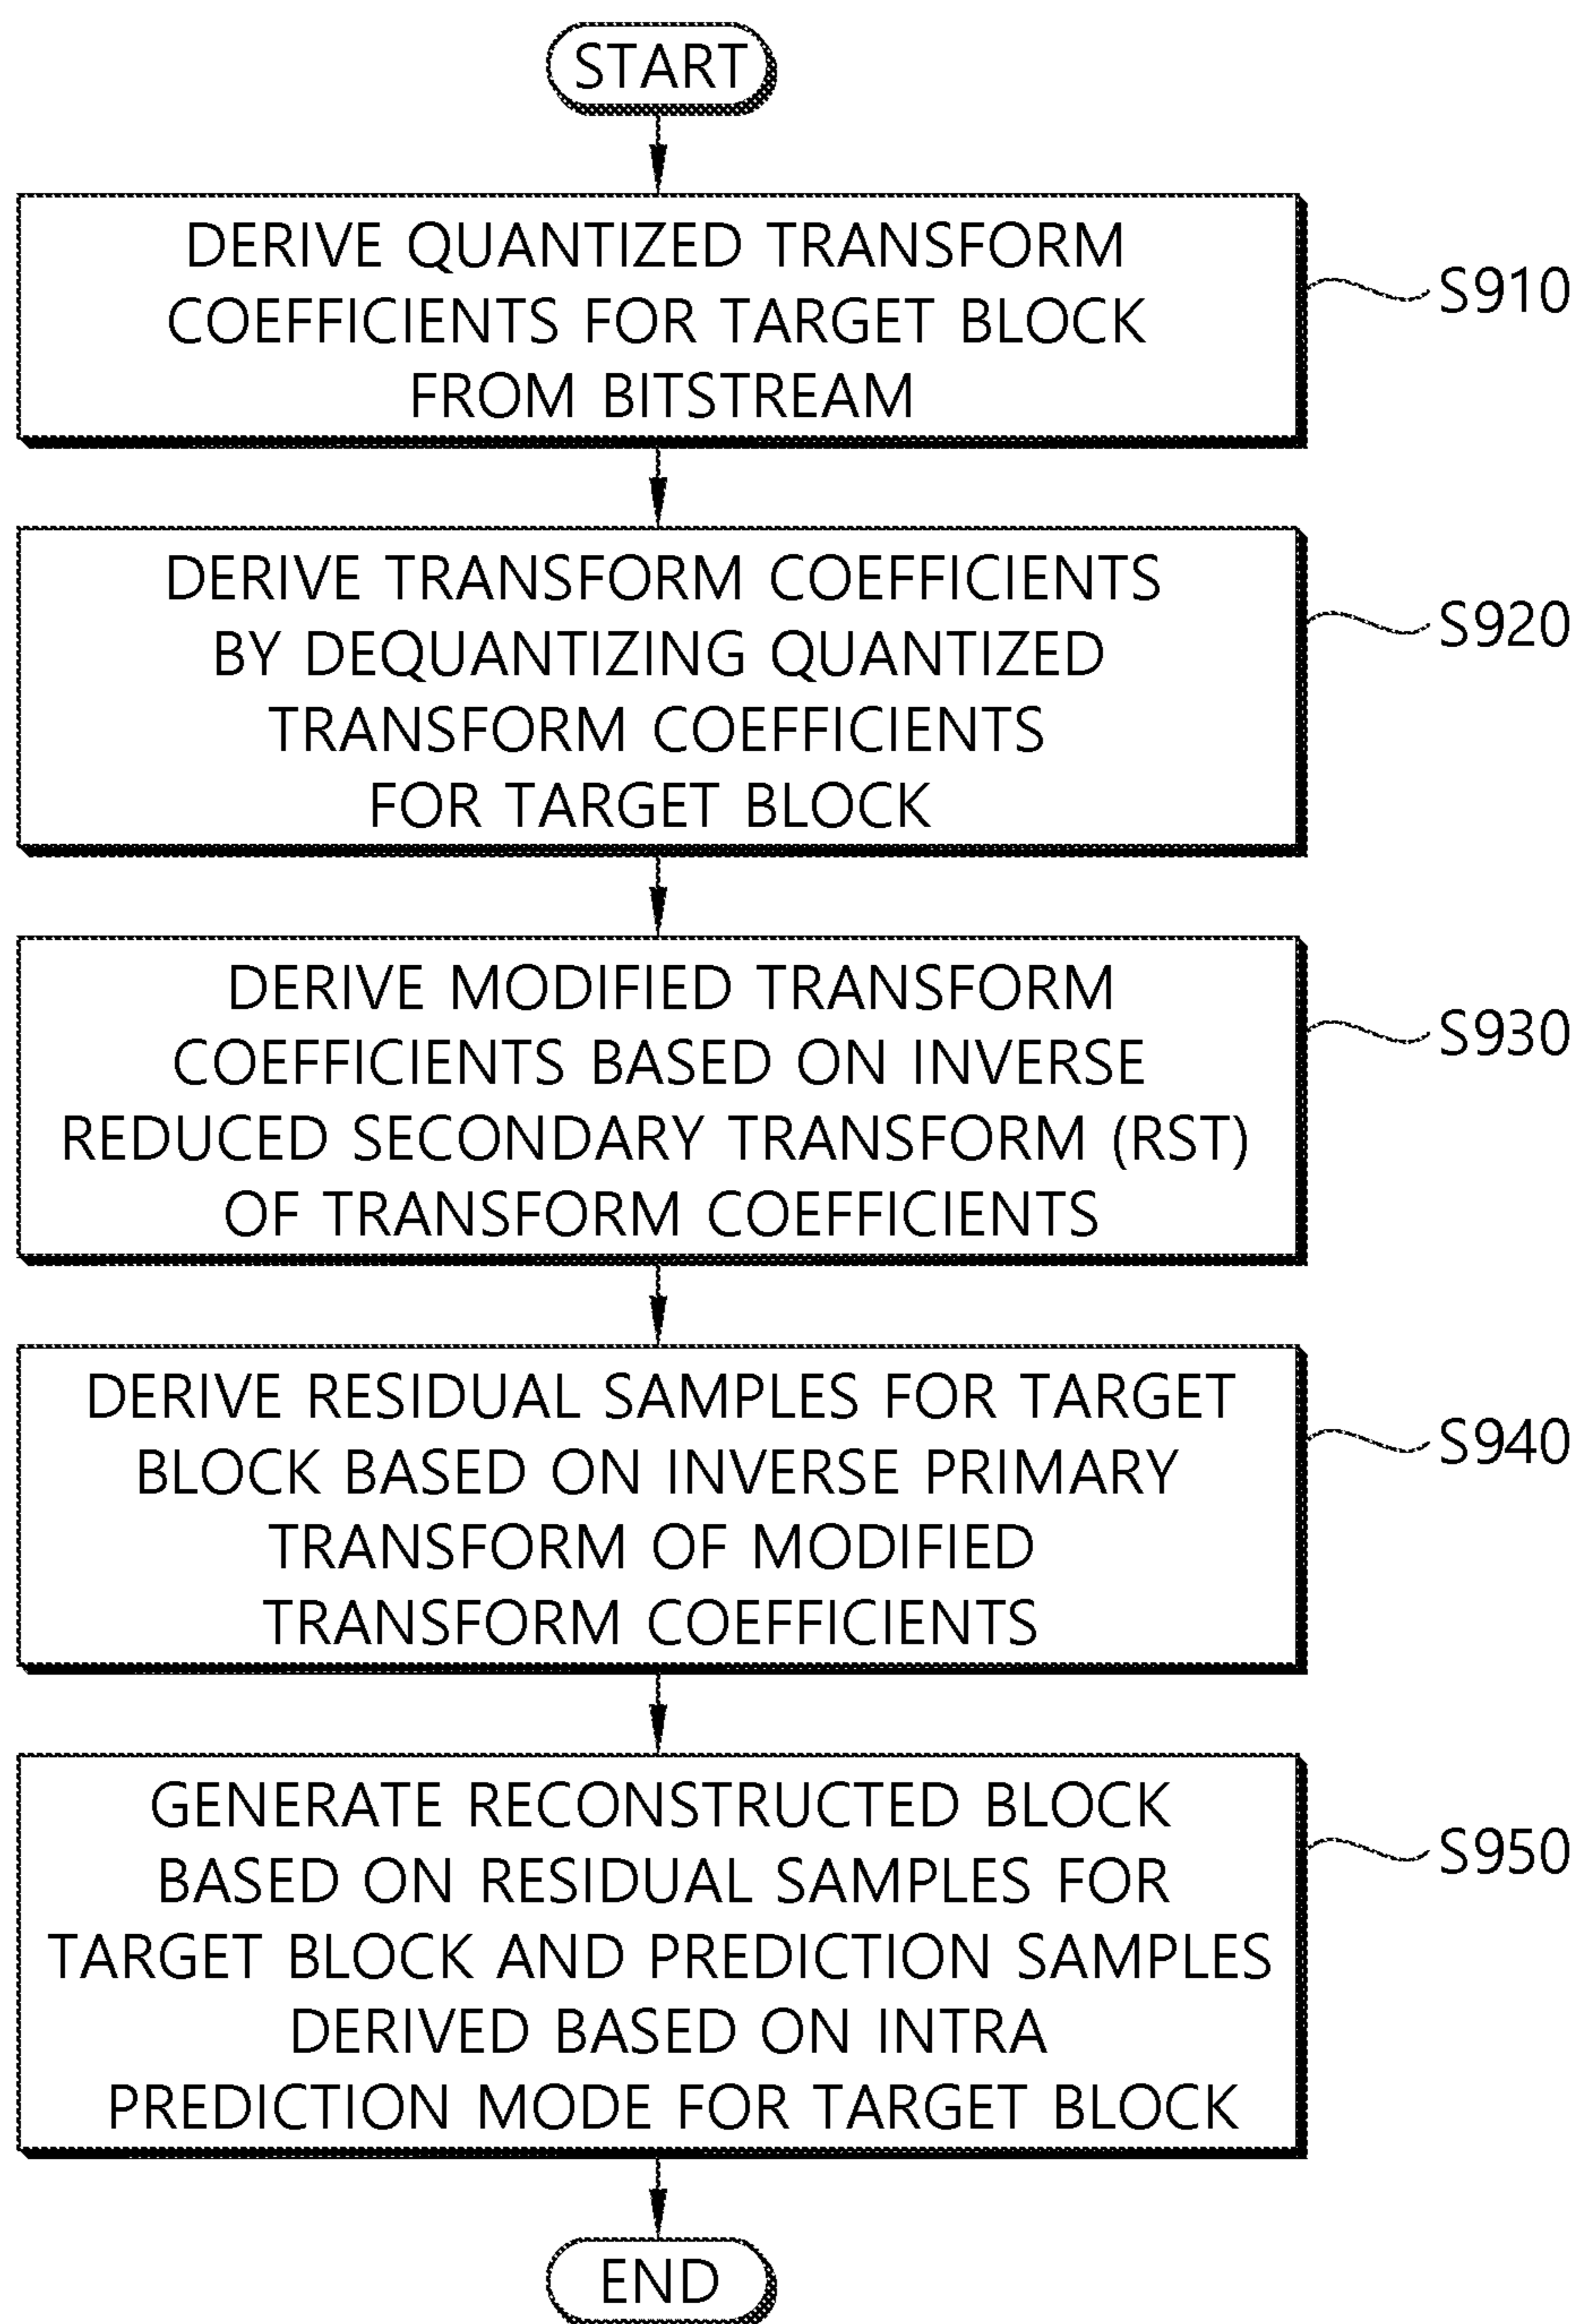 START
DERIVE QUANTIZED TRANSFORM
COEFFICIENTS FOR TARGET BLOCK
FROM BITSTREAM
S910
DERIVE TRANSFORM COEFFICIENTS
BY DEQUANTIZING QUANTIZED
TRANSFORM COEFFICIENTS
FOR TARGET BLOCK
S920
DERIVE MODIFIED TRANSFORM
COEFFICIENTS BASED ON INVERSE
REDUCED SECONDARY TRANSFORM (RST)
OF TRANSFORM COEFFICIENTS
S930
DERIVE RESIDUAL SAMPLES FOR TARGET
BLOCK BASED ON INVERSE PRIMARY
TRANSFORM OF MODIFIED
TRANSFORM COEFFICIENTS
S940
GENERATE RECONSTRUCTED BLOCK
BASED ON RESIDUAL SAMPLES FOR
TARGET BLOCK AND PREDICTION SAMPLES
DERIVED BASED ON INTRA
PREDICTION MODE FOR TARGET BLOCK
S950
END